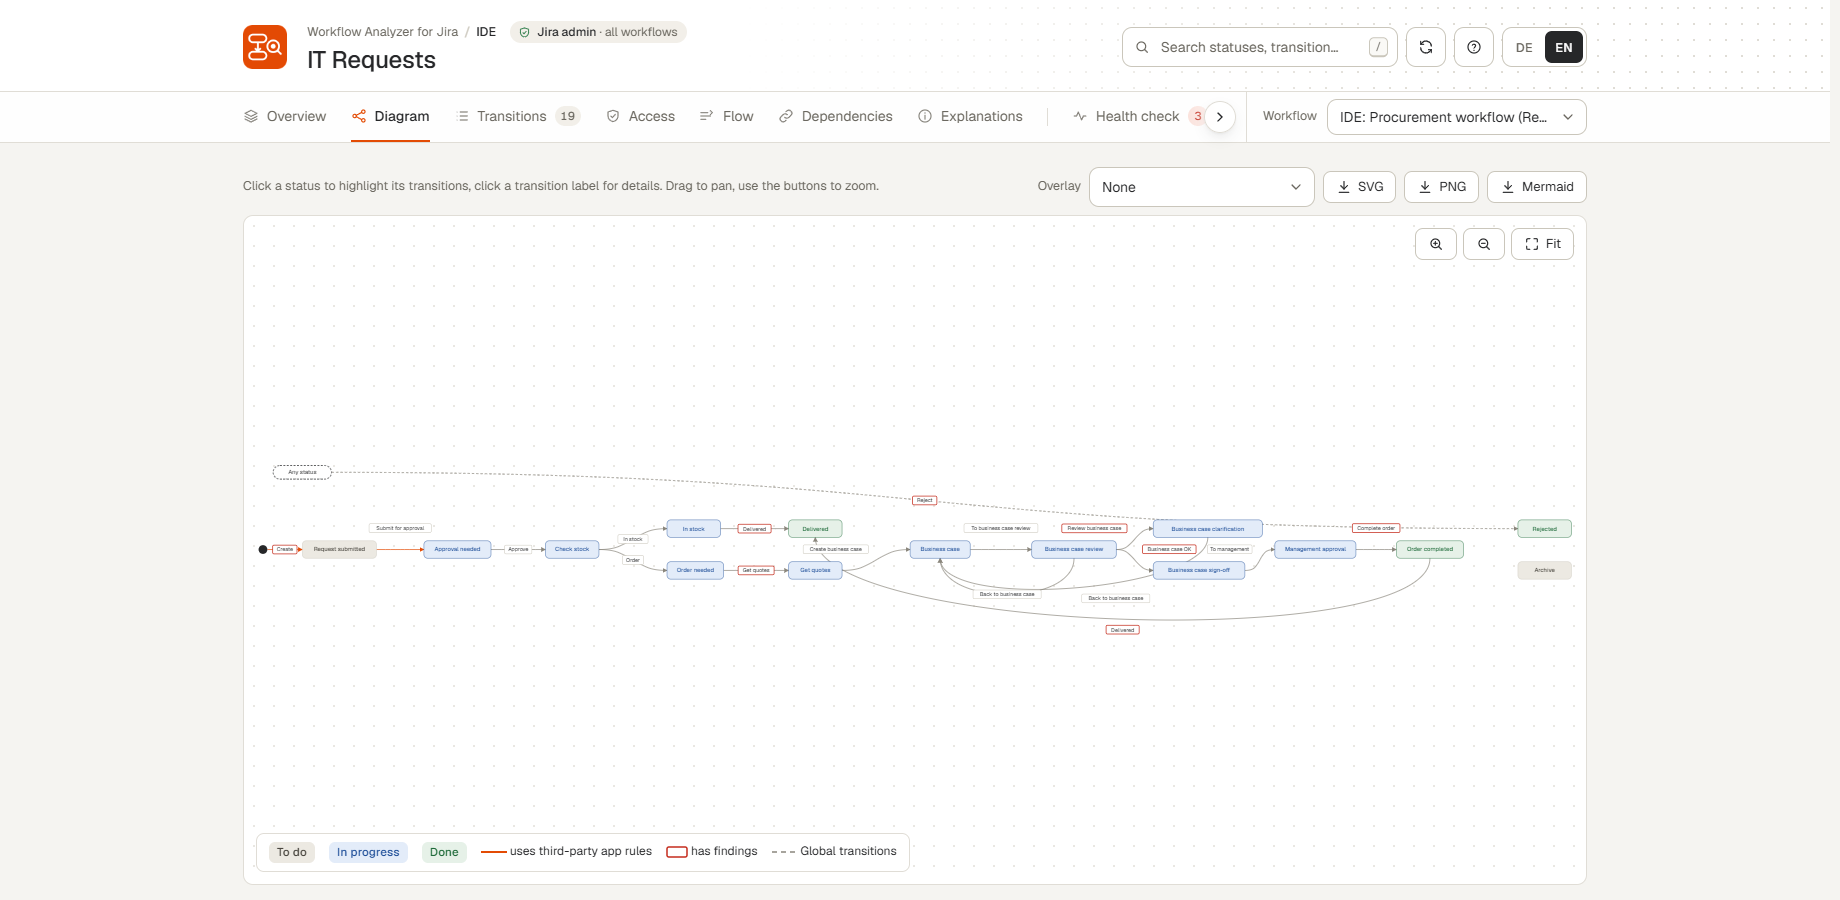 Workflow Analyzer for Jira / IDE
Jira admin · all workflows
IT Requests
Search statuses, transition...
/
DE
EN
Overview
Diagram
Transitions 19
Access
Flow
Dependencies
Explanations
Health check 3
Workflow
IDE: Procurement workflow (Re...
Click a status to highlight its transitions, click a transition label for details. Drag to pan, use the buttons to zoom.
Overlay
None
SVG
PNG
Mermaid
Fit
Any status
Reject
Submit for approval
In stock
Delivered
Delivered
To business case review
Review business case
Business case clarification
Complete order
Rejected
In stock
Create
Request submitted
Approval needed
Approve
Check stock
Create business case
Business case
Business case review
Business case OK
To management
Management approval
Order completed
Order
Order needed
Get quotes
Get quotes
Business case sign-off
Archive
Back to business case
Back to business case
Delivered
To do
In progress
Done
uses third-party app rules
has findings
Global transitions